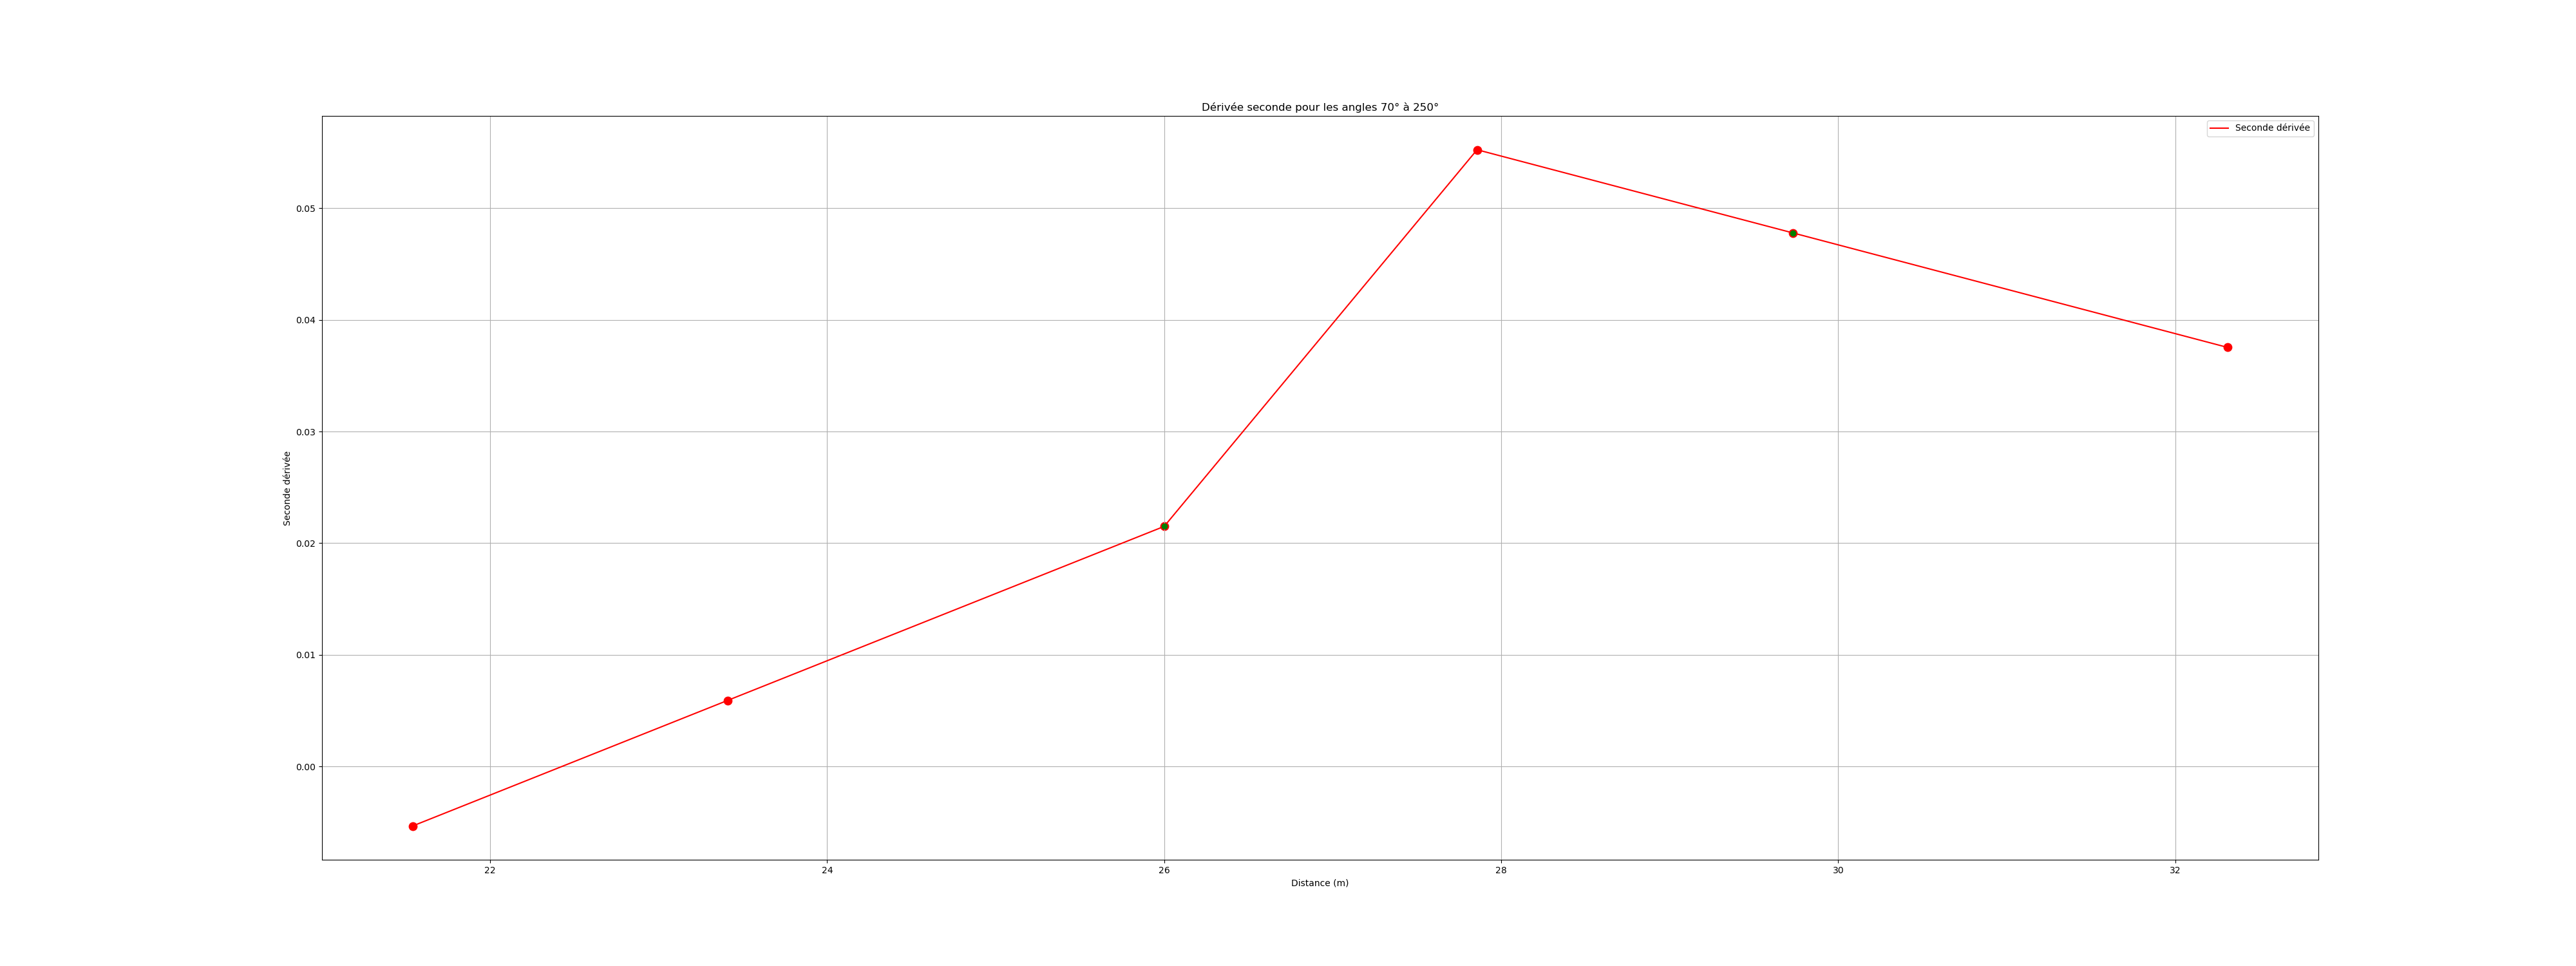 Dérivée seconde pour les angles 70° à 250°
Seconde dérivée
0.05
0.04
0.03
0.02
0.01
0.00
Seconde dérivée
22 24 26 28 30 32
Distance (m)